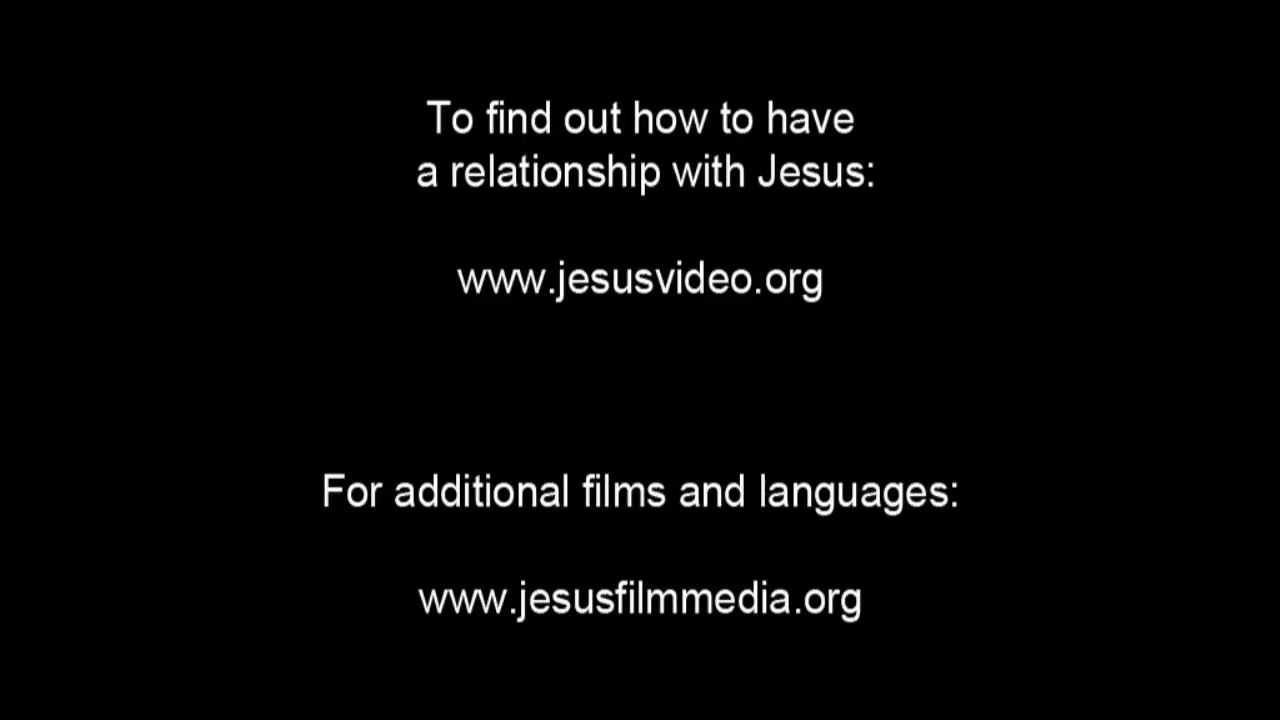 To find out how to have
a relationship with Jesus:
www.jesusvideo.org
For additional films and languages:
www.jesusfilmmedia.org